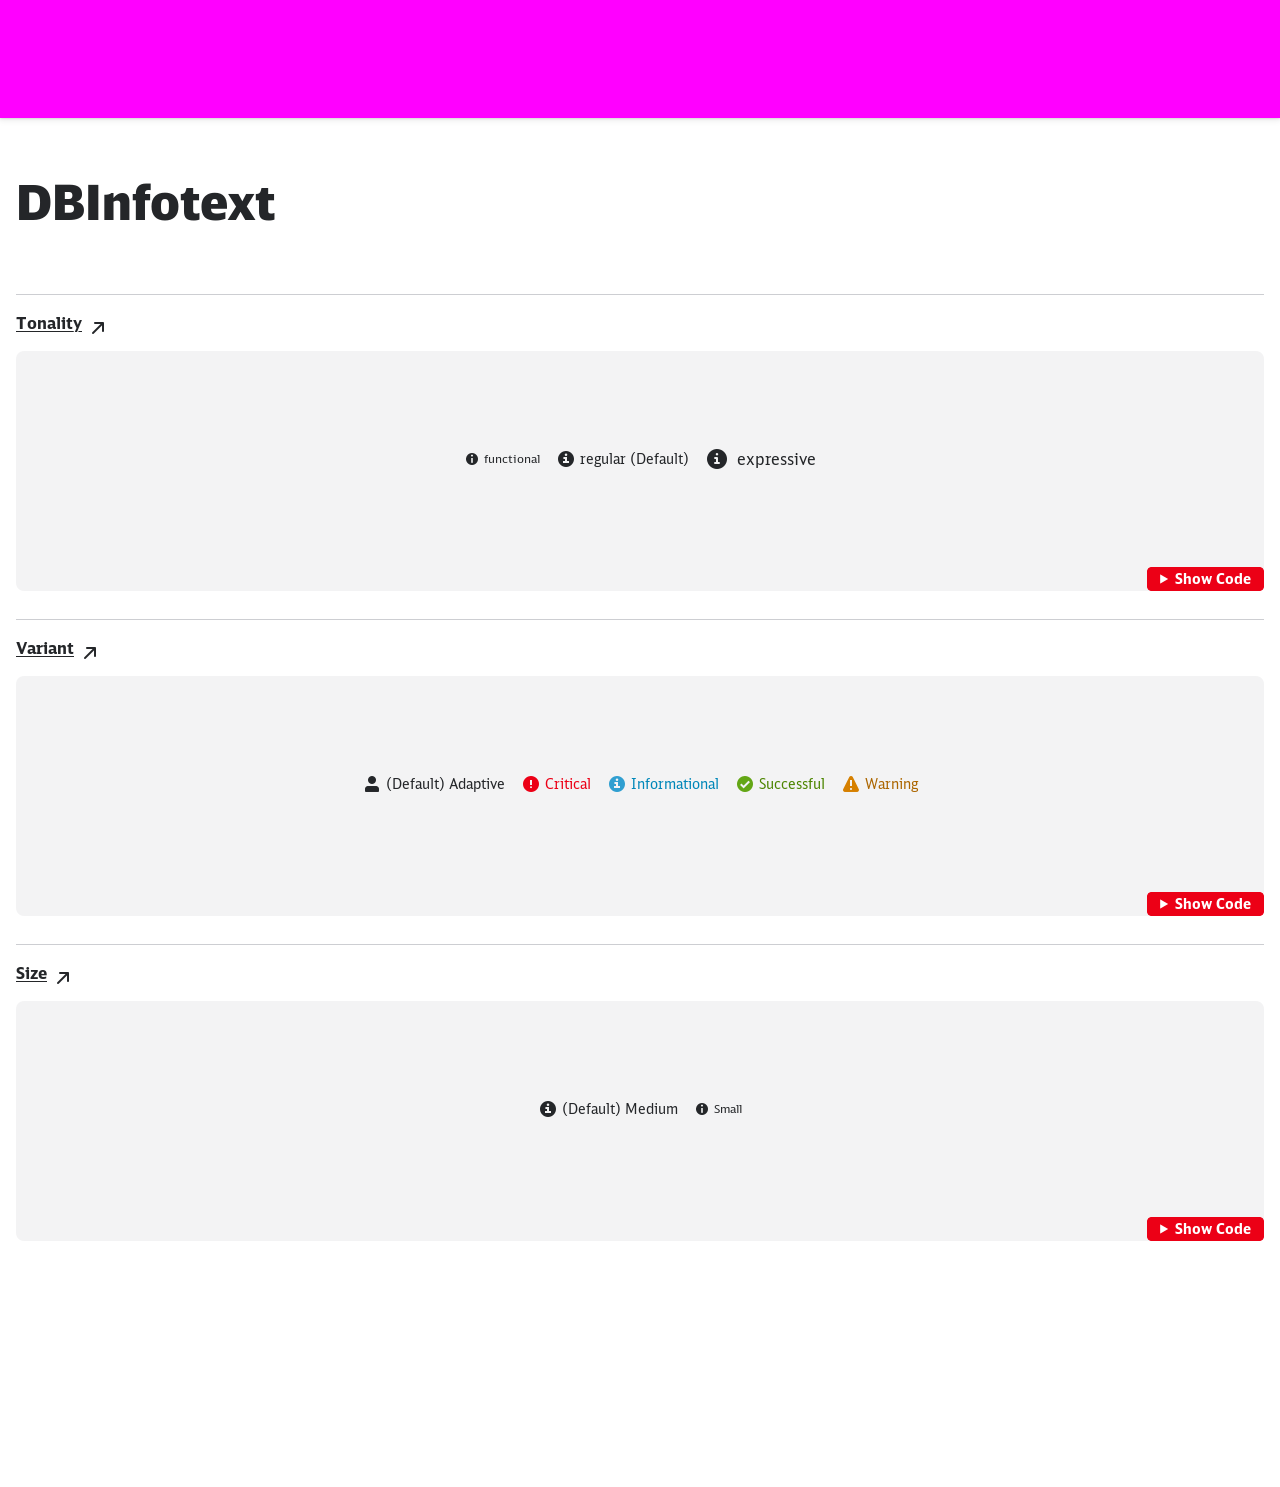 DBInfotext
Tonality
functional regular (Default) expressive
Show Code
Variant
(Default) Adaptive Critical Informational Successful Warning
Show Code
Size
(Default) Medium Small
Show Code